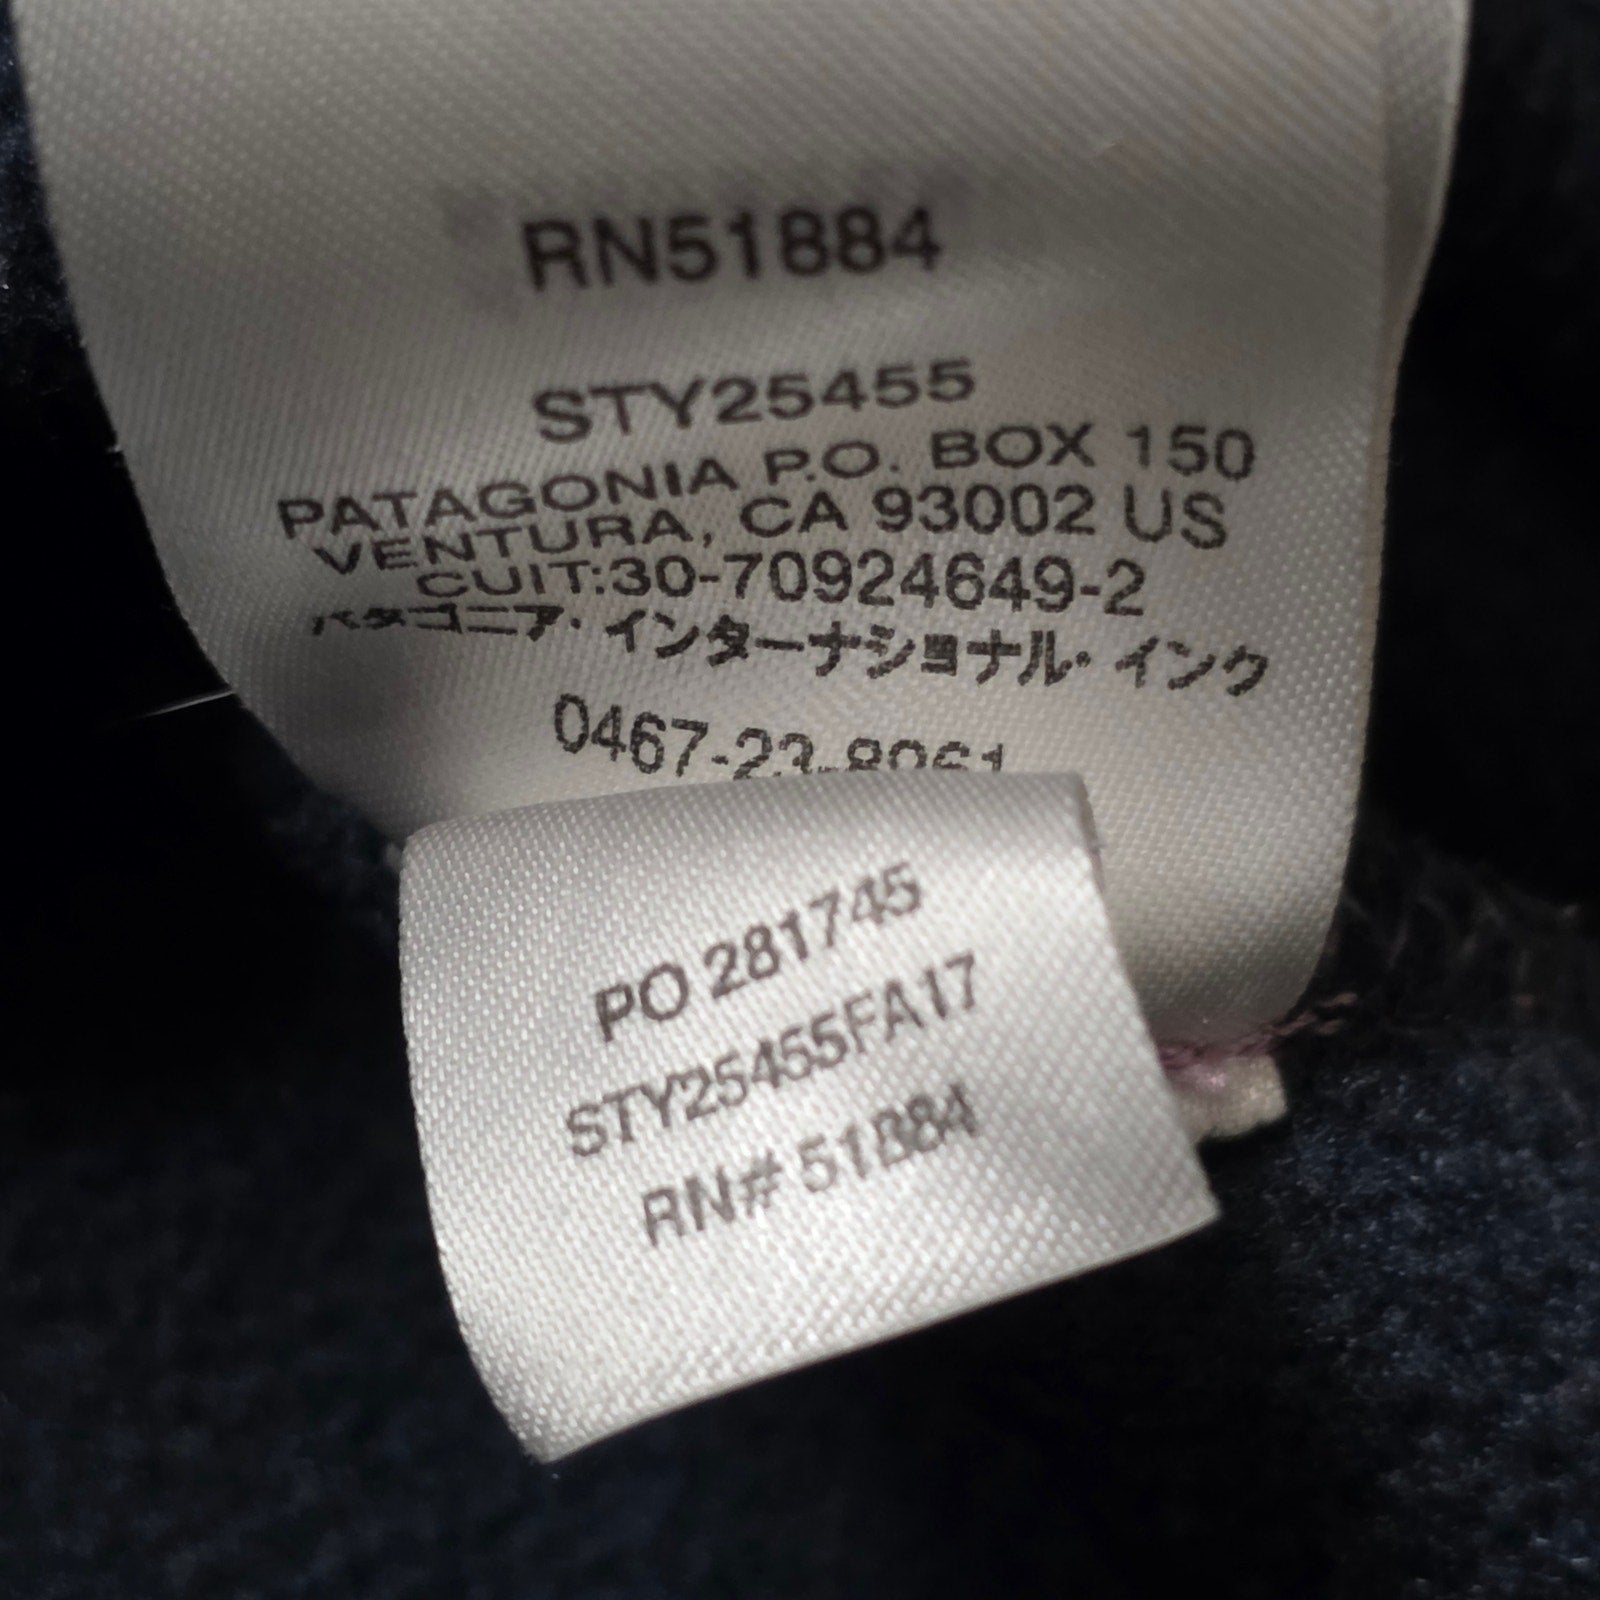 RN51884
STY25455
PATAGONIA P.O. BOX 150
VENTURA, CA 93002 US
CUIT:30-70924649-2
パタゴニア・インターナショナル・インク
0467-23-8961
PO 281745
STY25455FA17
RN# 51884